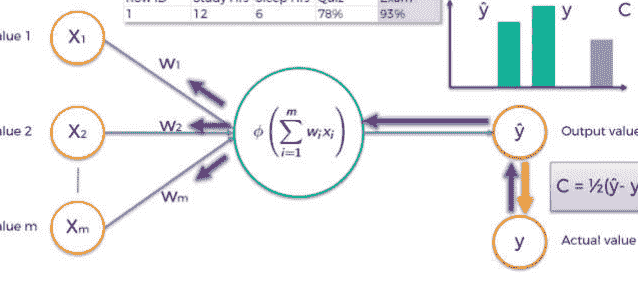 Row ID Study Hrs Sleep Hrs Quiz Exam
1 12 6 78% 93%
ŷ y C
alue 1 X₁
W₁
alue 2 X₂ W₂ ϕ(∑ᵢ₌₁ᵐ wᵢxᵢ) ŷ Output value
C = ½(ŷ- y
Wₘ
alue m Xₘ y Actual value